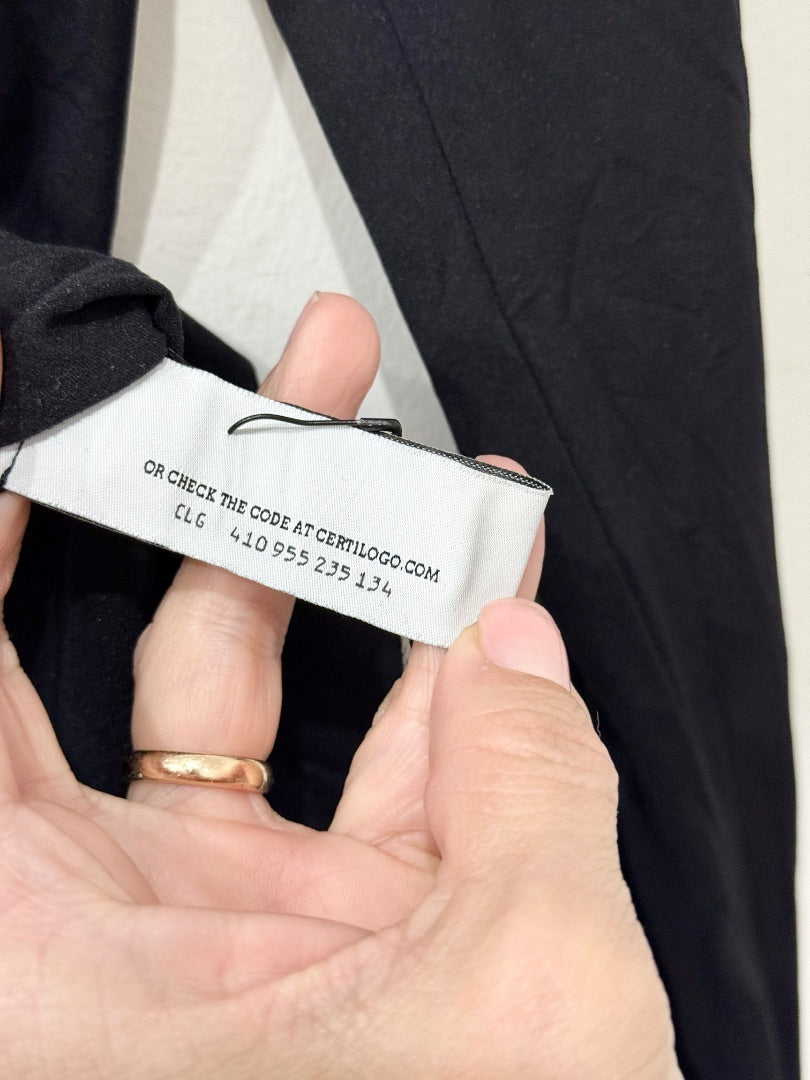 OR CHECK THE CODE AT CERTILOGO.COM
CLG 410 955 235 134